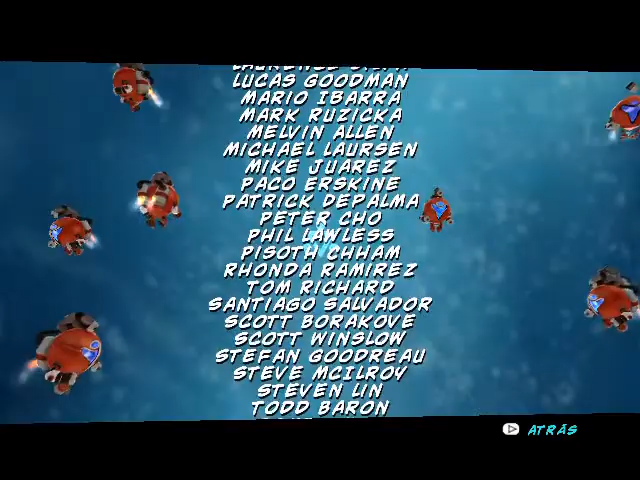 LUCAS GOODMAN
MARIO IBARRA
MARK RUZICKA
MELVIN ALLEN
MICHAEL LAURSEN
MIKE JUAREZ
PACO ERSKINE
PATRICK DEPALMA
PETER CHO
PHIL LAWLESS
PISOTH CHHAM
RHONDA RAMIREZ
TOM RICHARD
SANTIAGO SALVADOR
SCOTT BORAKOVE
SCOTT WINSLOW
STEFAN GOODREAU
STEVE MCILROY
STEVEN LIN
TODD BARON
ATRÁS